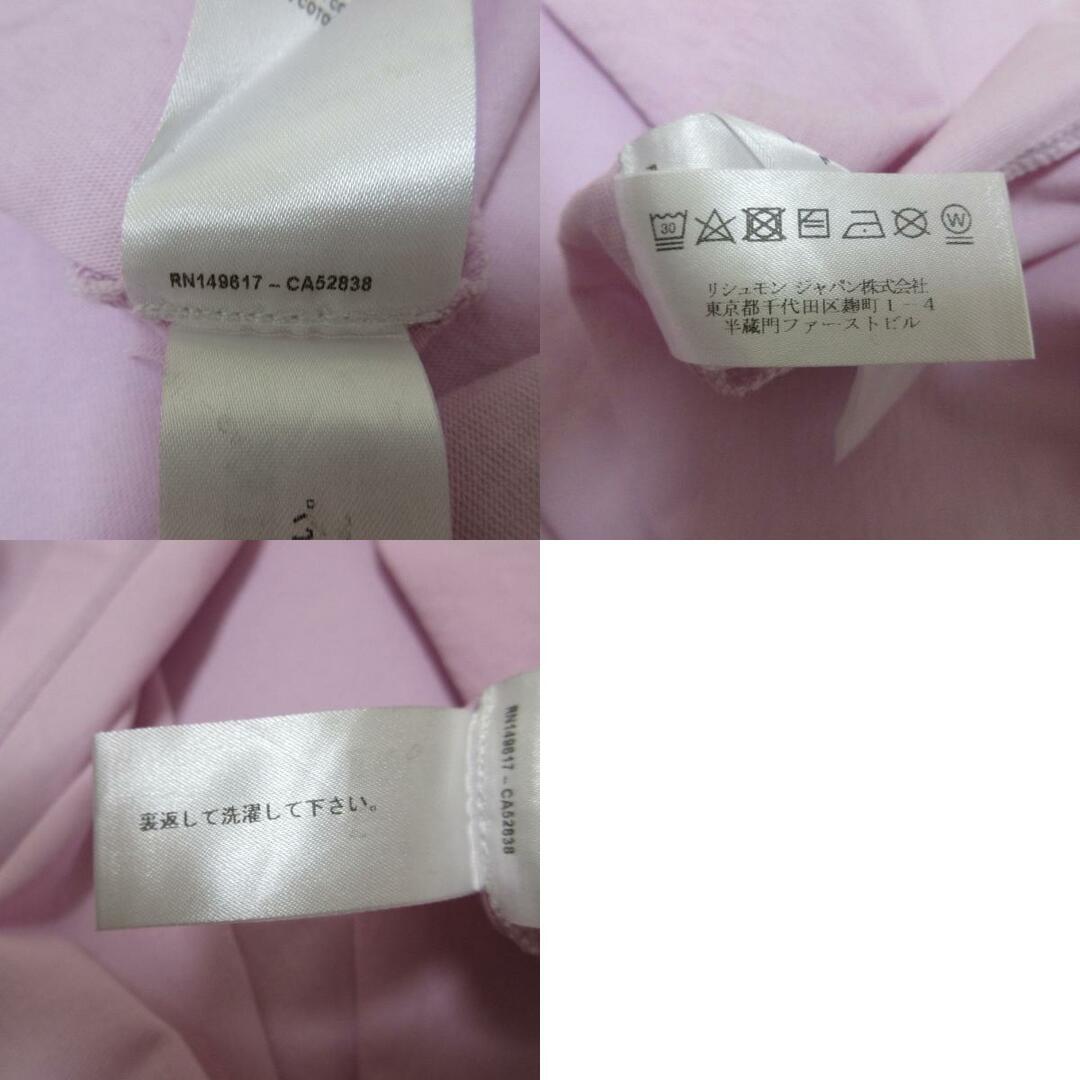 RN149617 - CA52838
30
W
リシュモン ジャパン株式会社
東京都千代田区麹町1-4
半蔵門ファーストビル
裏返して洗濯して下さい。
RN149617 - CA52838